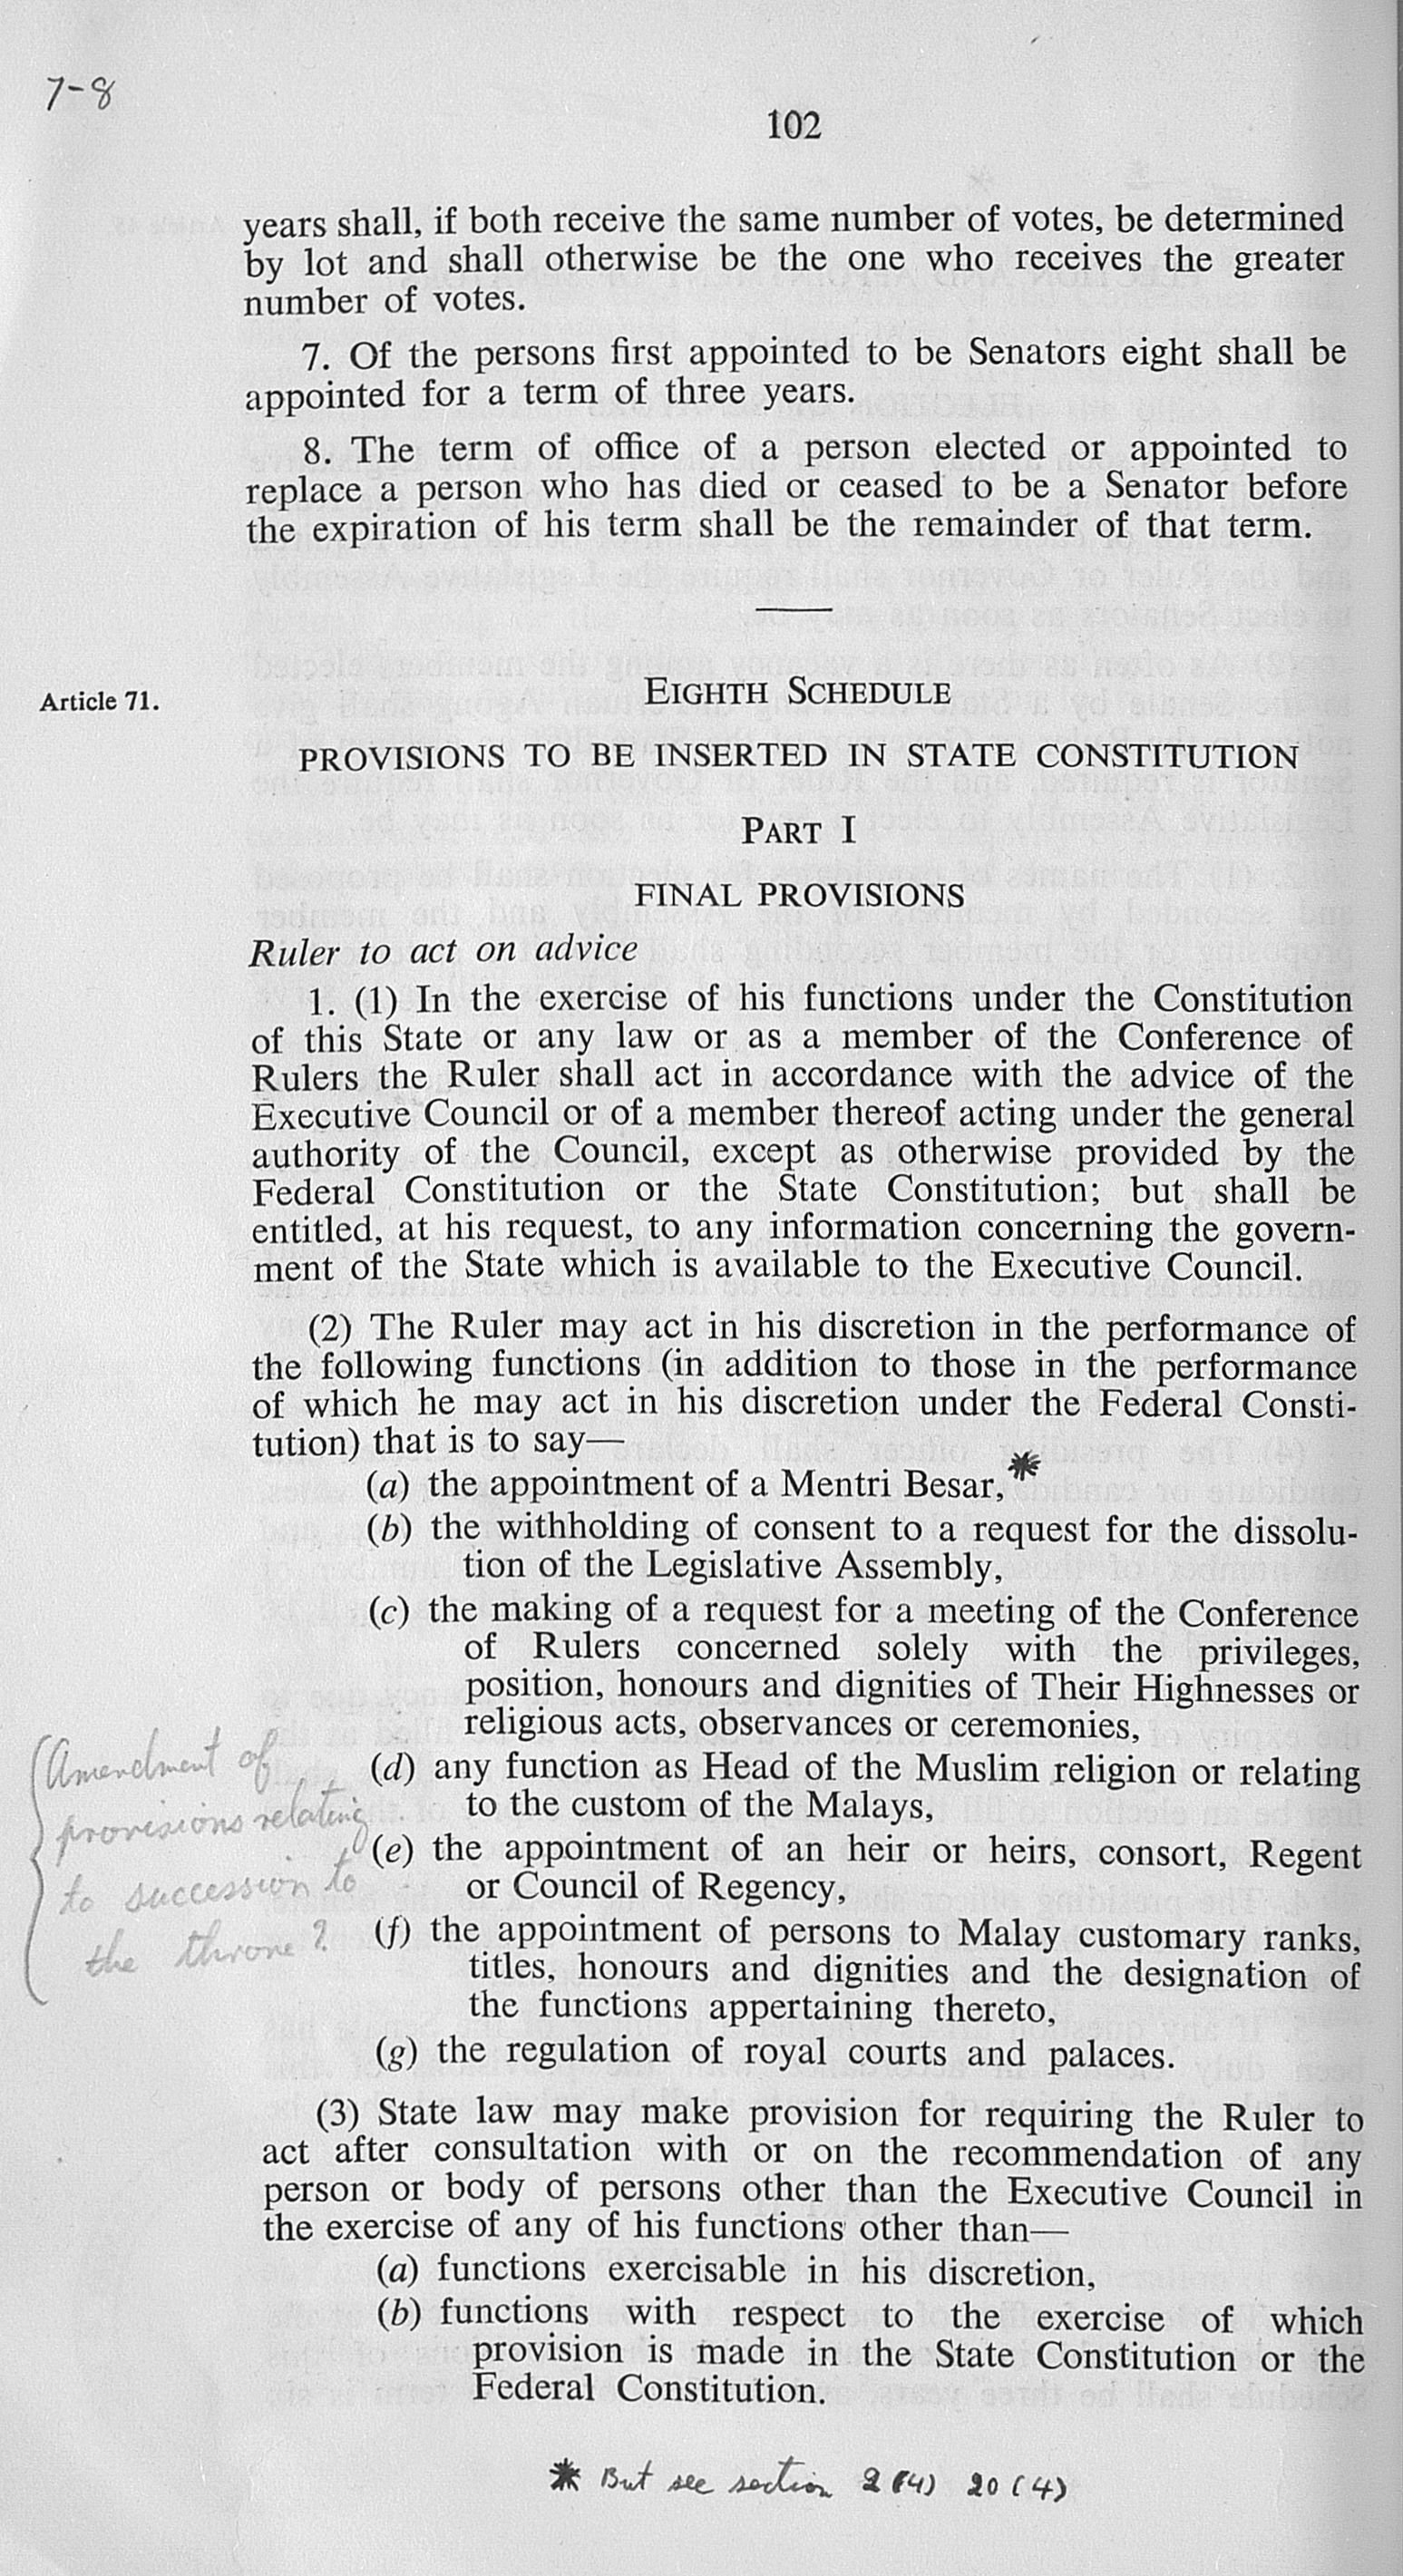 7-8
102
years shall, if both receive the same number of votes, be determined
by lot and shall otherwise be the one who receives the greater
number of votes.
7. Of the persons first appointed to be Senators eight shall be
appointed for a term of three years.
8. The term of office of a person elected or appointed to
replace a person who has died or ceased to be a Senator before
the expiration of his term shall be the remainder of that term.
Article 71.
EIGHTH SCHEDULE
PROVISIONS TO BE INSERTED IN STATE CONSTITUTION
PART I
FINAL PROVISIONS
Ruler to act on advice
1. (1) In the exercise of his functions under the Constitution
of this State or any law or as a member of the Conference of
Rulers the Ruler shall act in accordance with the advice of the
Executive Council or of a member thereof acting under the general
authority of the Council, except as otherwise provided by the
Federal Constitution or the State Constitution; but shall be
entitled, at his request, to any information concerning the govern-
ment of the State which is available to the Executive Council.
(2) The Ruler may act in his discretion in the performance of
the following functions (in addition to those in the performance
of which he may act in his discretion under the Federal Consti-
tution) that is to say—
(a) the appointment of a Mentri Besar, *
(b) the withholding of consent to a request for the dissolu-
tion of the Legislative Assembly,
(c) the making of a request for a meeting of the Conference
of Rulers concerned solely with the privileges,
position, honours and dignities of Their Highnesses or
religious acts, observances or ceremonies,
(d) any function as Head of the Muslim religion or relating
to the custom of the Malays,
(e) the appointment of an heir or heirs, consort, Regent
or Council of Regency,
(f) the appointment of persons to Malay customary ranks,
titles, honours and dignities and the designation of
the functions appertaining thereto,
(g) the regulation of royal courts and palaces.
Amendment of
provisions relating
to succession to
the throne?
(3) State law may make provision for requiring the Ruler to
act after consultation with or on the recommendation of any
person or body of persons other than the Executive Council in
the exercise of any of his functions other than—
(a) functions exercisable in his discretion,
(b) functions with respect to the exercise of which
provision is made in the State Constitution or the
Federal Constitution.
* But see section 2(4) 20(4)